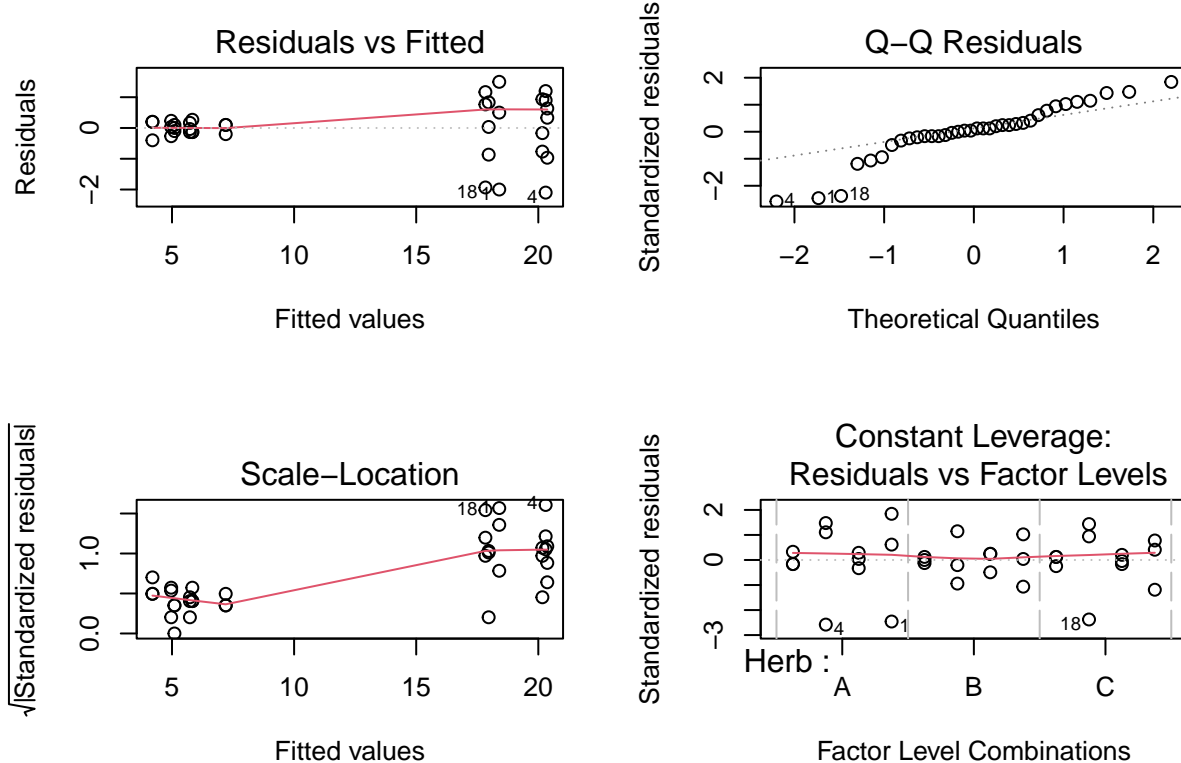 Residuals vs Fitted
Residuals
0
−2
18 1
4
5 10 15 20
Fitted values
Q−Q Residuals
Standardized residuals
2
0
−2
4 1 18
−2 −1 0 1 2
Theoretical Quantiles
Scale−Location
√|Standardized residuals|
1.0
0.0
18 1
4
5 10 15 20
Fitted values
Constant Leverage:
Residuals vs Factor Levels
Standardized residuals
2
0
−3
4 1 18
Herb :
A B C
Factor Level Combinations